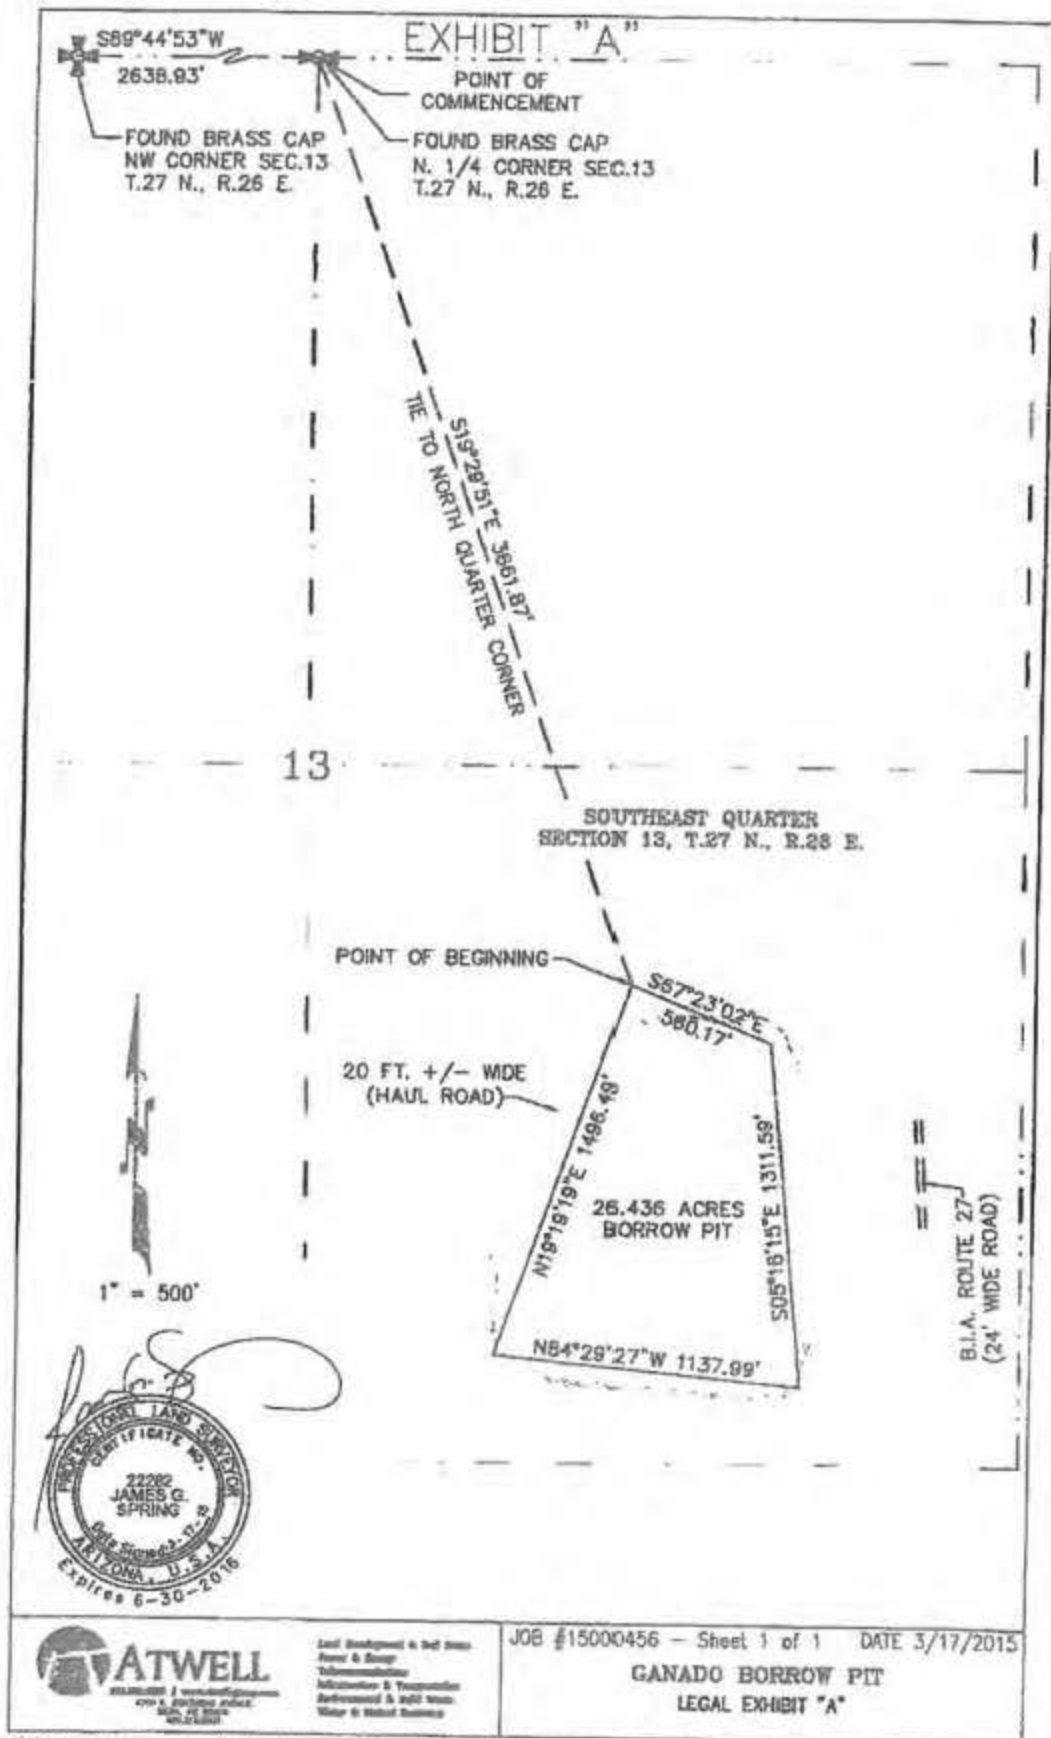 EXHIBIT "A"
S89°44'53"W
2638.93'
POINT OF
COMMENCEMENT
FOUND BRASS CAP
NW CORNER SEC.13
T.27 N., R.26 E.
FOUND BRASS CAP
N. 1/4 CORNER SEC.13
T.27 N., R.26 E.
S19°29'51"E 3661.87'
TIE TO NORTH QUARTER CORNER
13
SOUTHEAST QUARTER
SECTION 13, T.27 N., R.26 E.
POINT OF BEGINNING
S67°23'02"E
560.17'
20 FT. +/- WIDE
(HAUL ROAD)
N19°19'19"E 1496.49'
26.436 ACRES
BORROW PIT
S05°16'15"E 1311.59'
B.I.A. ROUTE 27
(24' WIDE ROAD)
1" = 500'
N84°29'27"W 1137.99'
PROFESSIONAL LAND SURVEYOR
CERTIFICATE NO.
22282
JAMES G.
SPRING
Date Signed
ARIZONA, U.S.A.
Expires 6-30-2016
ATWELL
JOB #15000456 - Sheet 1 of 1 DATE 3/17/2015
GANADO BORROW PIT
LEGAL EXHIBIT "A"